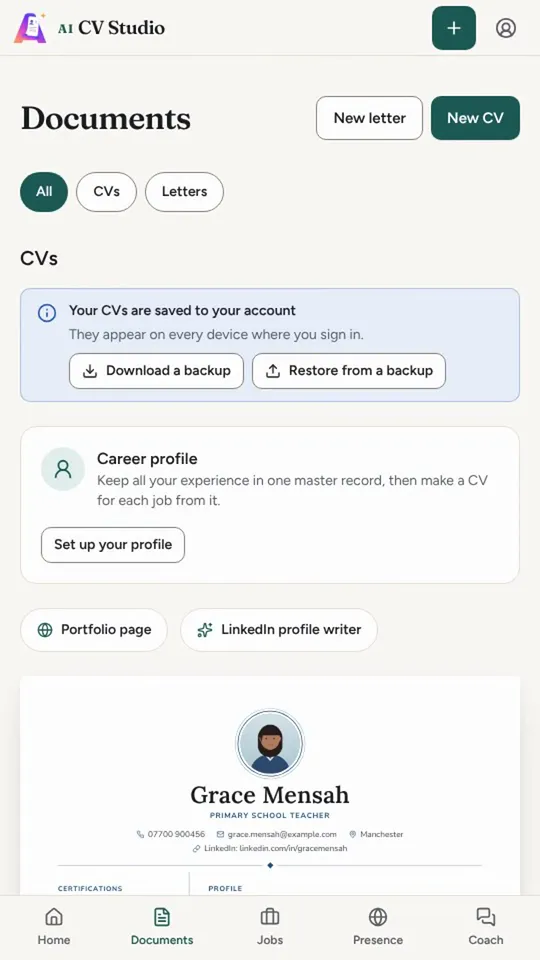 AI CV Studio
Documents
New letter
New CV
All
CVs
Letters
CVs
Your CVs are saved to your account
They appear on every device where you sign in.
Download a backup
Restore from a backup
Career profile
Keep all your experience in one master record, then make a CV
for each job from it.
Set up your profile
Portfolio page
LinkedIn profile writer
Grace Mensah
PRIMARY SCHOOL TEACHER
07700 900456 grace.mensah@example.com Manchester
LinkedIn: linkedin.com/in/gracemensah
CERTIFICATIONS
PROFILE
Home
Documents
Jobs
Presence
Coach